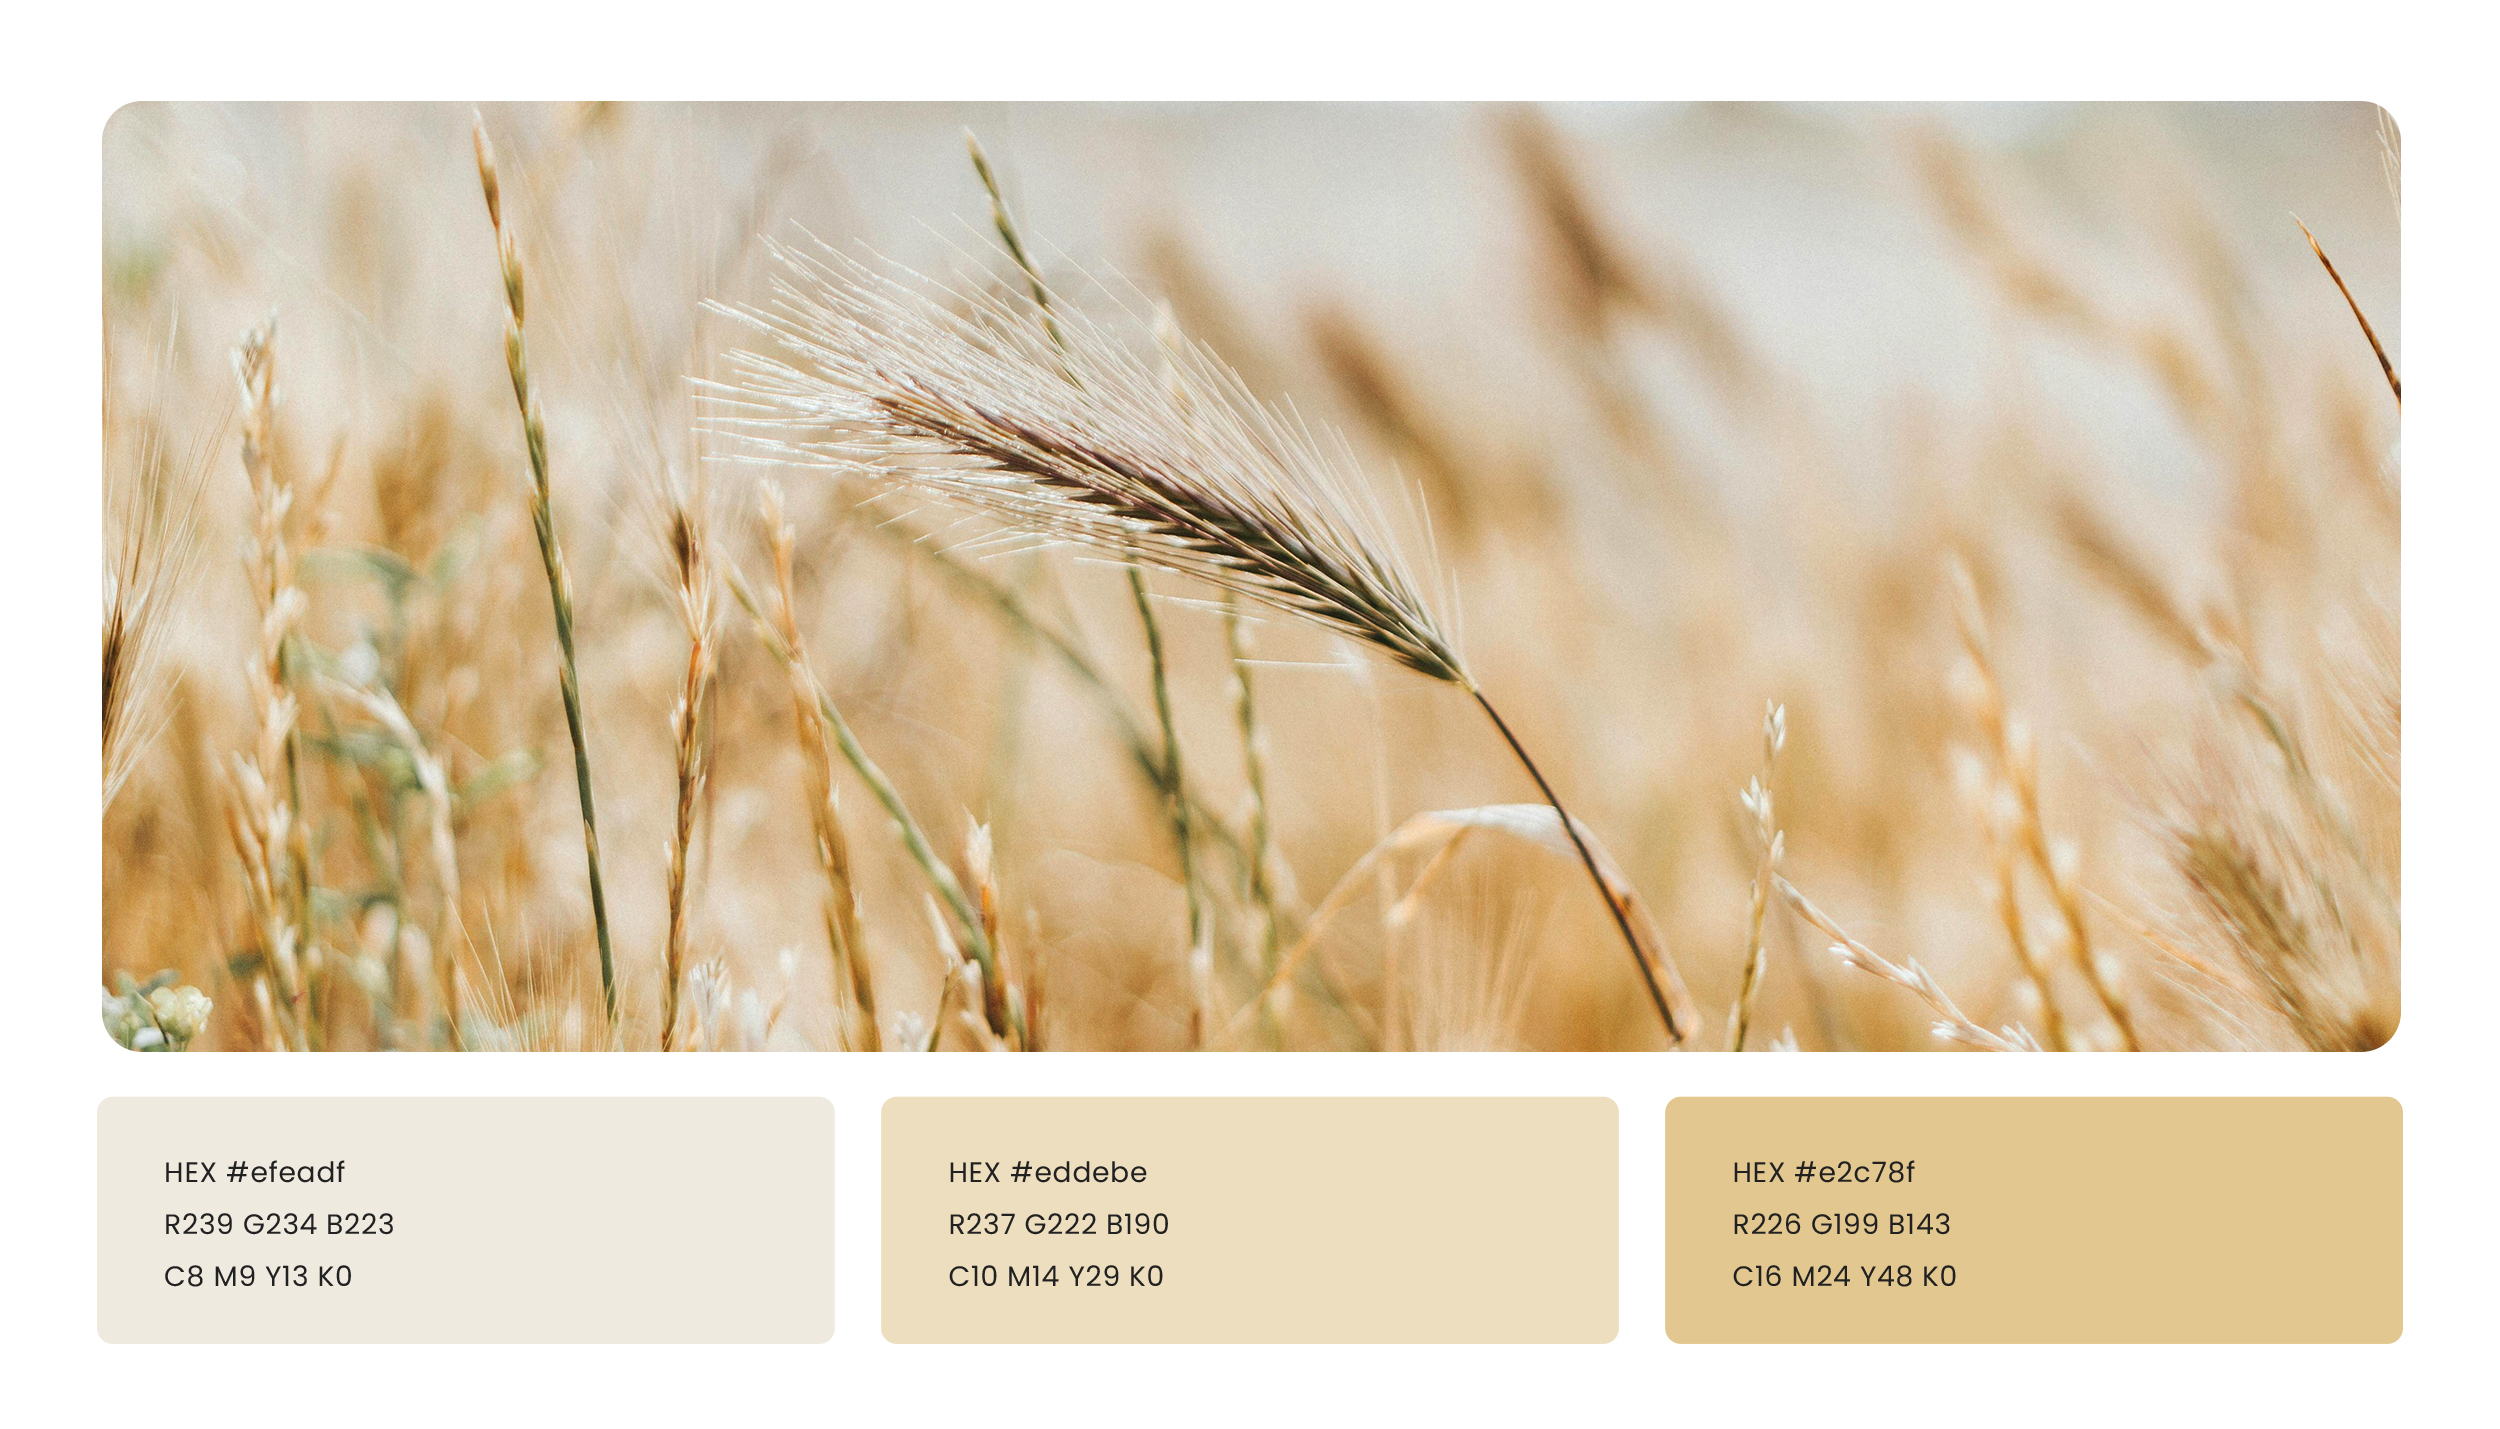 HEX #efeadf
R239 G234 B223
C8 M9 Y13 K0
HEX #eddebe
R237 G222 B190
C10 M14 Y29 K0
HEX #e2c78f
R226 G199 B143
C16 M24 Y48 K0